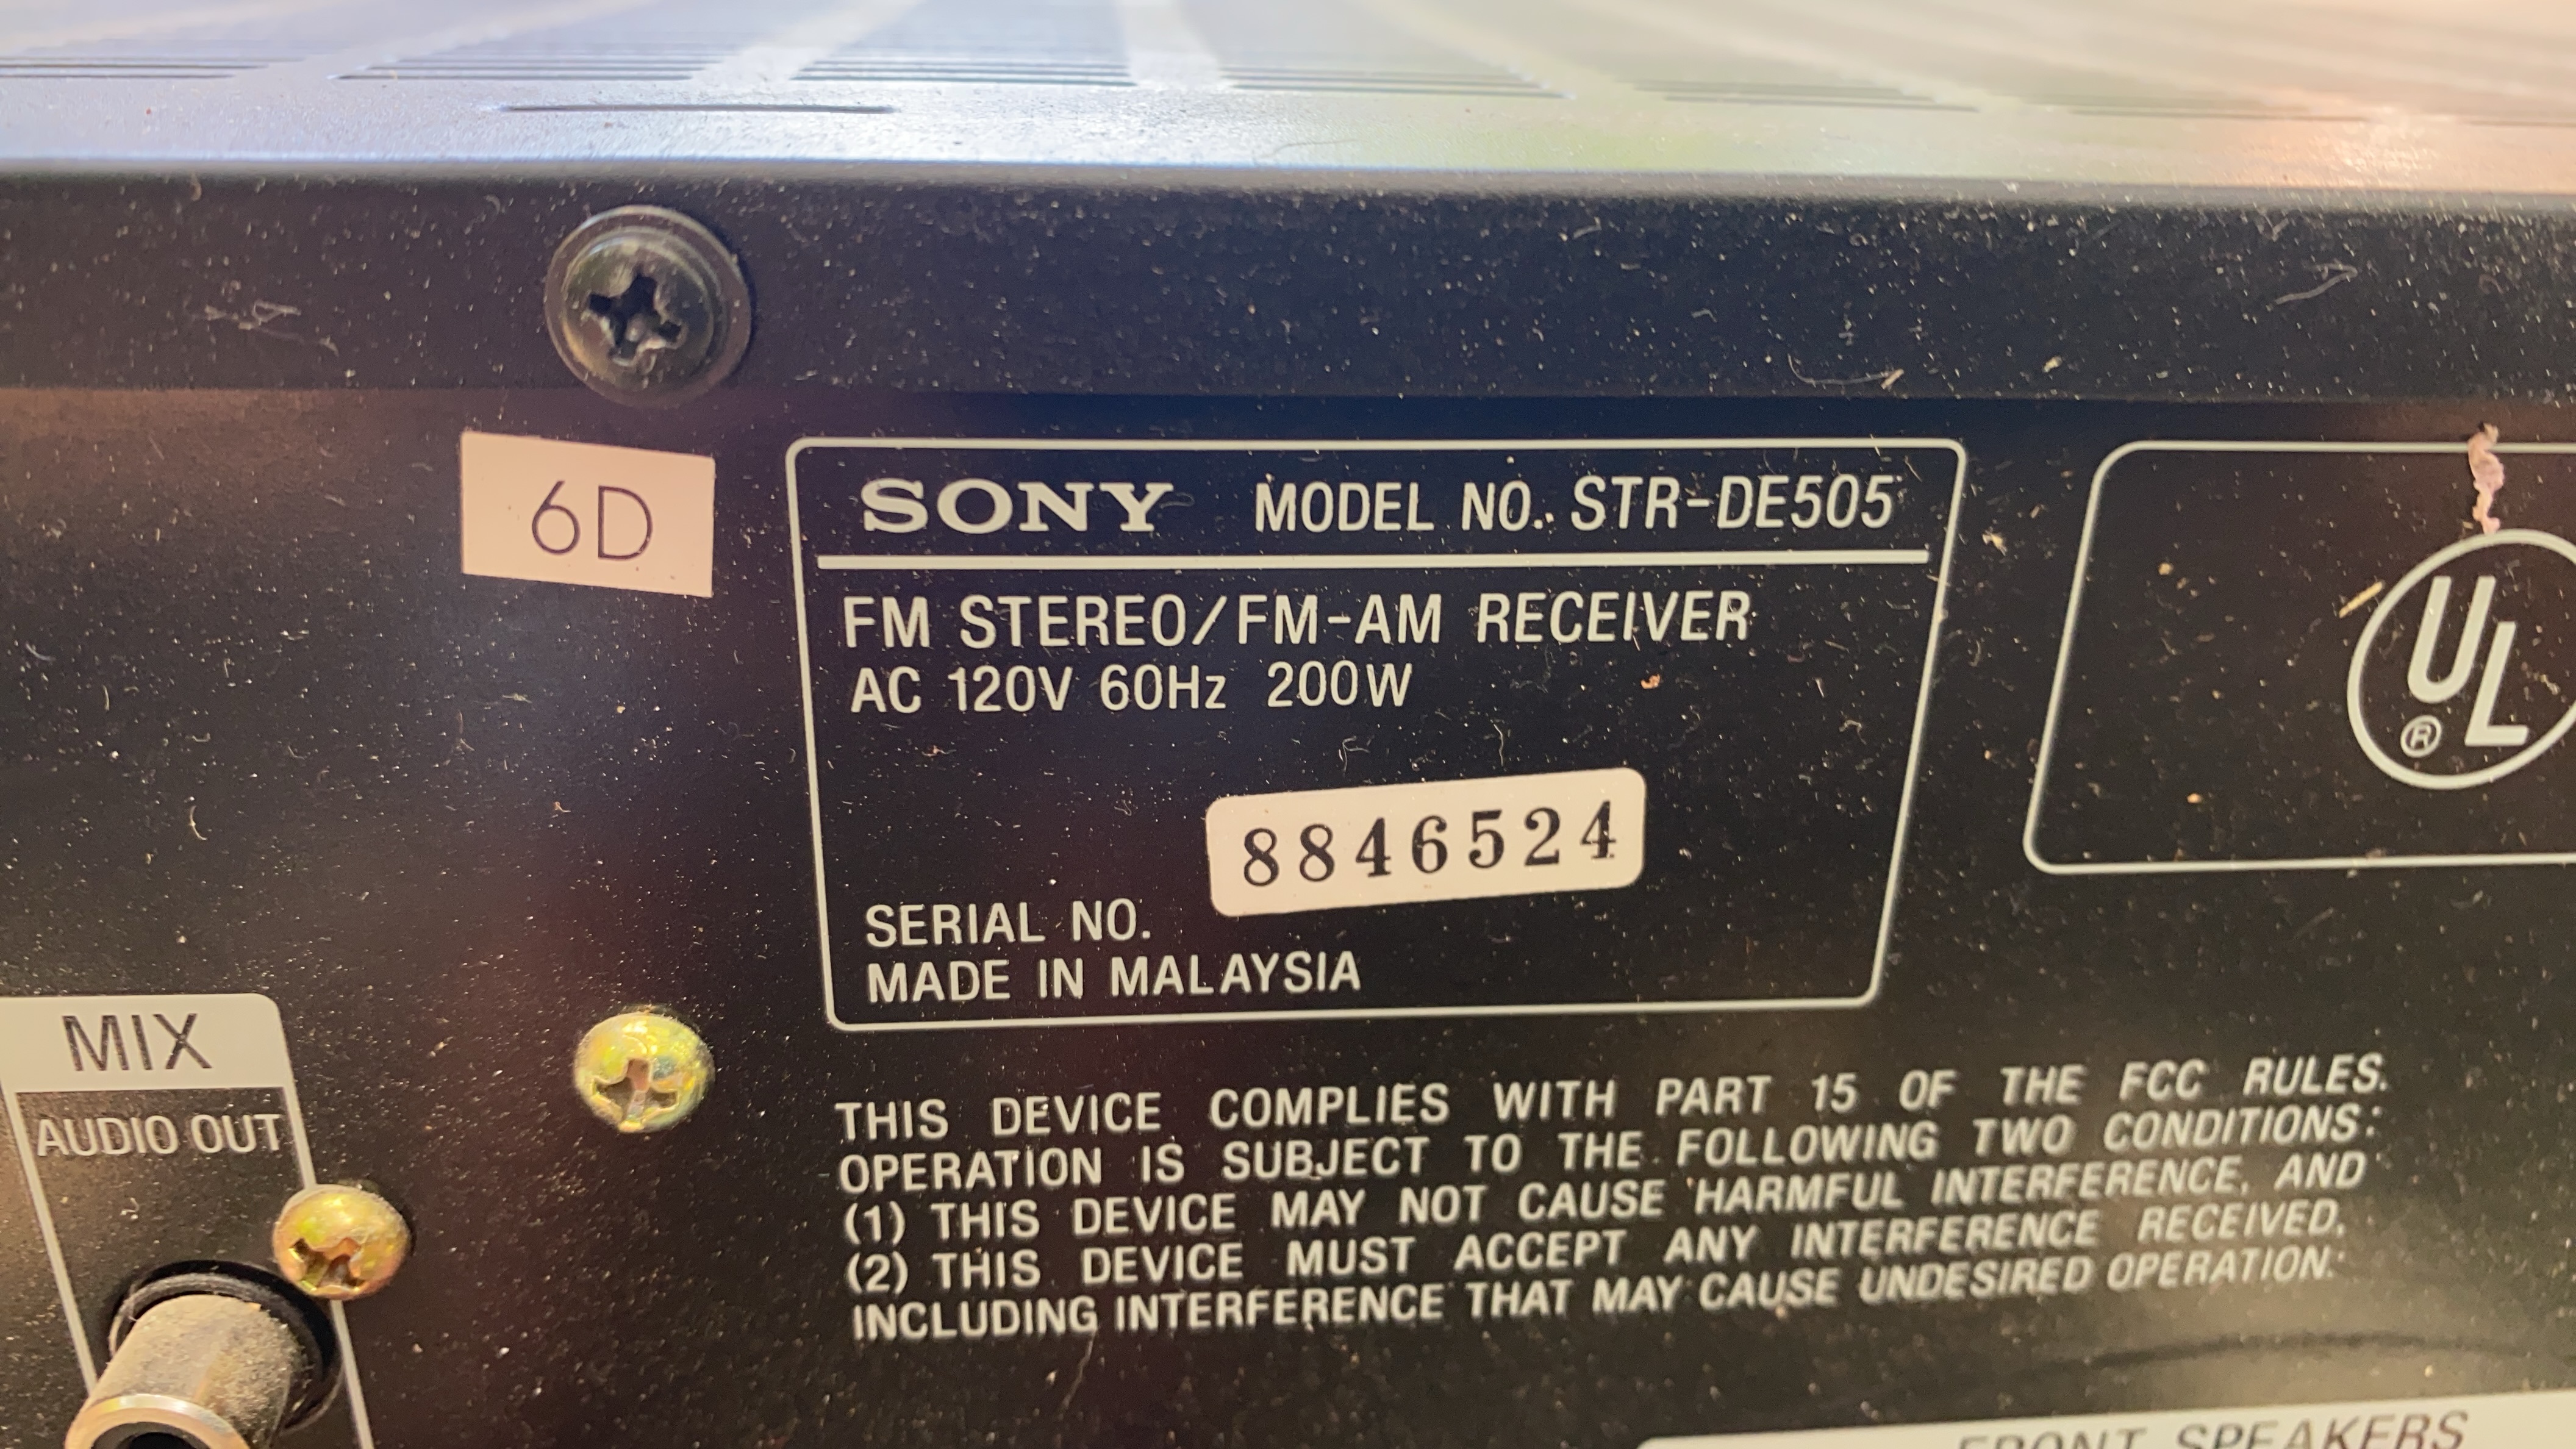 6D
SONY MODEL NO. STR-DE505
FM STEREO/FM-AM RECEIVER
AC 120V 60Hz 200W
8846524
SERIAL NO.
MADE IN MALAYSIA
UL
®
MIX
AUDIO OUT
THIS DEVICE COMPLIES WITH PART 15 OF THE FCC RULES.
OPERATION IS SUBJECT TO THE FOLLOWING TWO CONDITIONS:
(1) THIS DEVICE MAY NOT CAUSE HARMFUL INTERFERENCE, AND
(2) THIS DEVICE MUST ACCEPT ANY INTERFERENCE RECEIVED,
INCLUDING INTERFERENCE THAT MAY CAUSE UNDESIRED OPERATION.
FRONT SPEAKERS